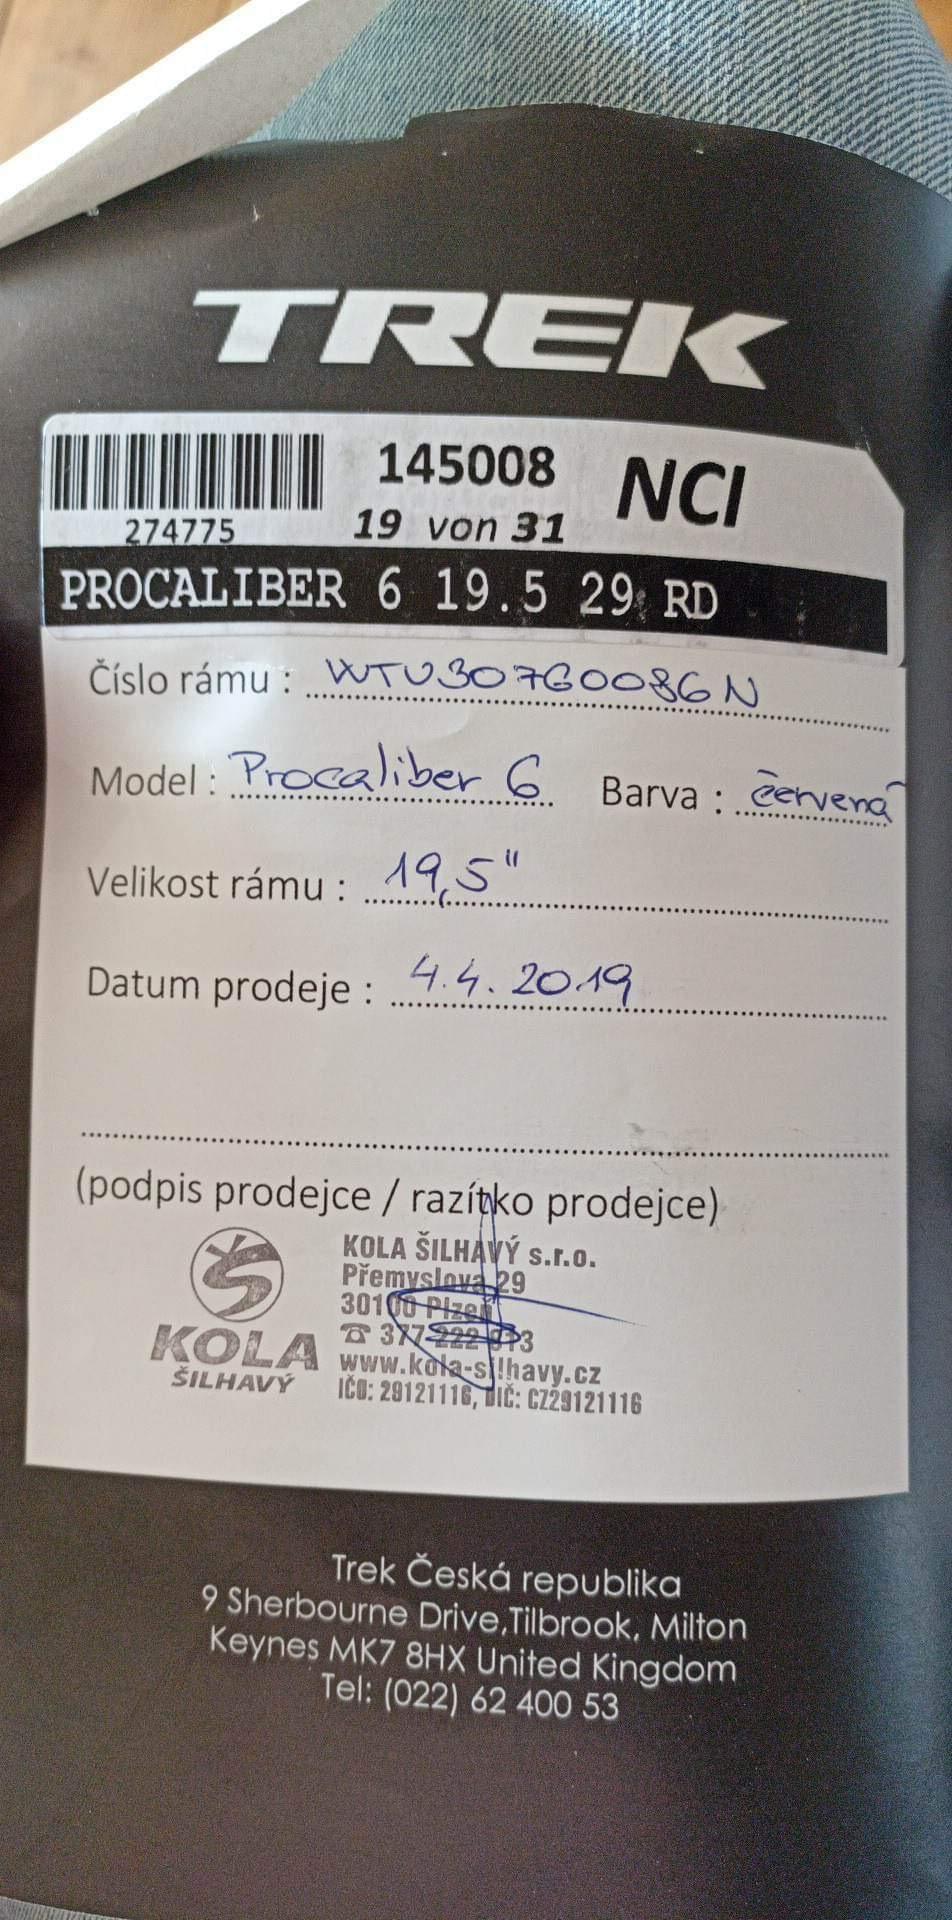 TREK
145008 NCI
274775 19 von 31
PROCALIBER 6 19.5 29 RD
Číslo rámu : WTU307G0086N
Model : Procaliber 6 Barva : červená
Velikost rámu : 19,5"
Datum prodeje : 4.4.2019
(podpis prodejce / razítko prodejce)
Š
KOLA
ŠILHAVÝ
KOLA ŠILHAVÝ s.r.o.
Přemyslova 29
30100 Plzeň
☎ 377 222 813
www.kola-silhavy.cz
IČO: 29121116, DIČ: CZ29121116
Trek Česká republika
9 Sherbourne Drive,Tilbrook, Milton
Keynes MK7 8HX United Kingdom
Tel: (022) 62 400 53